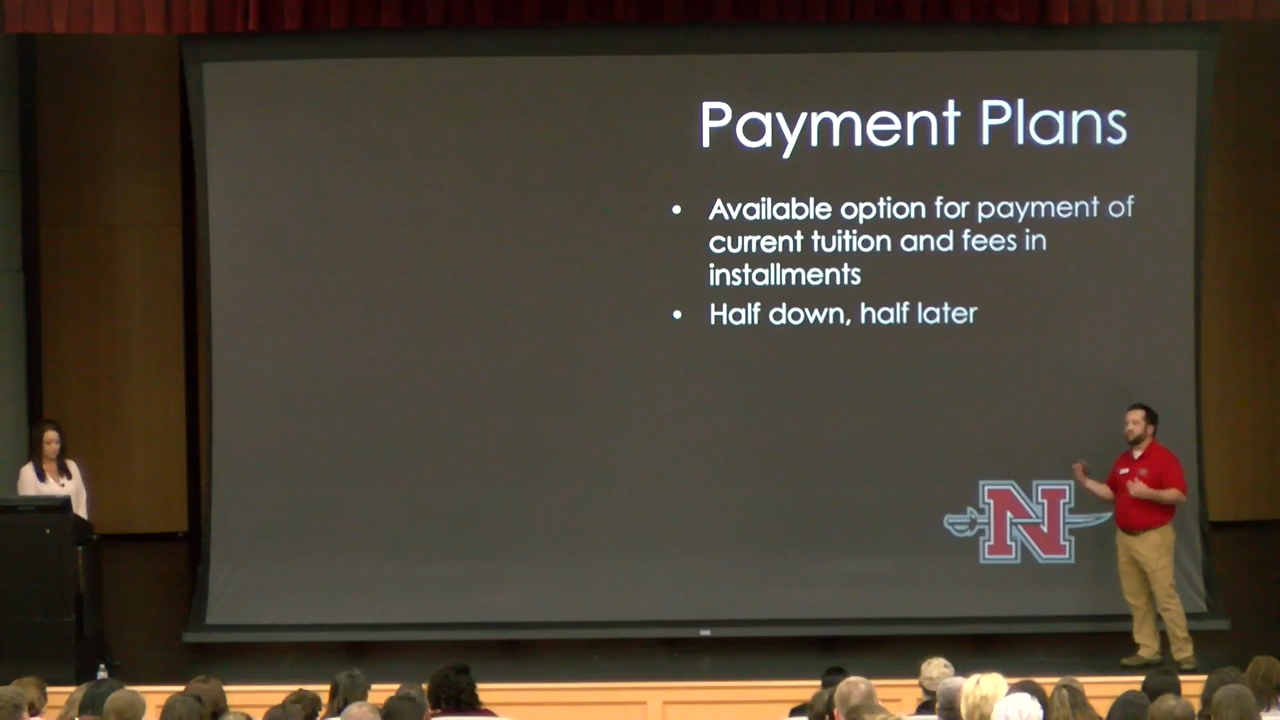 Payment Plans
• Available option for payment of
current tuition and fees in
installments
• Half down, half later
N